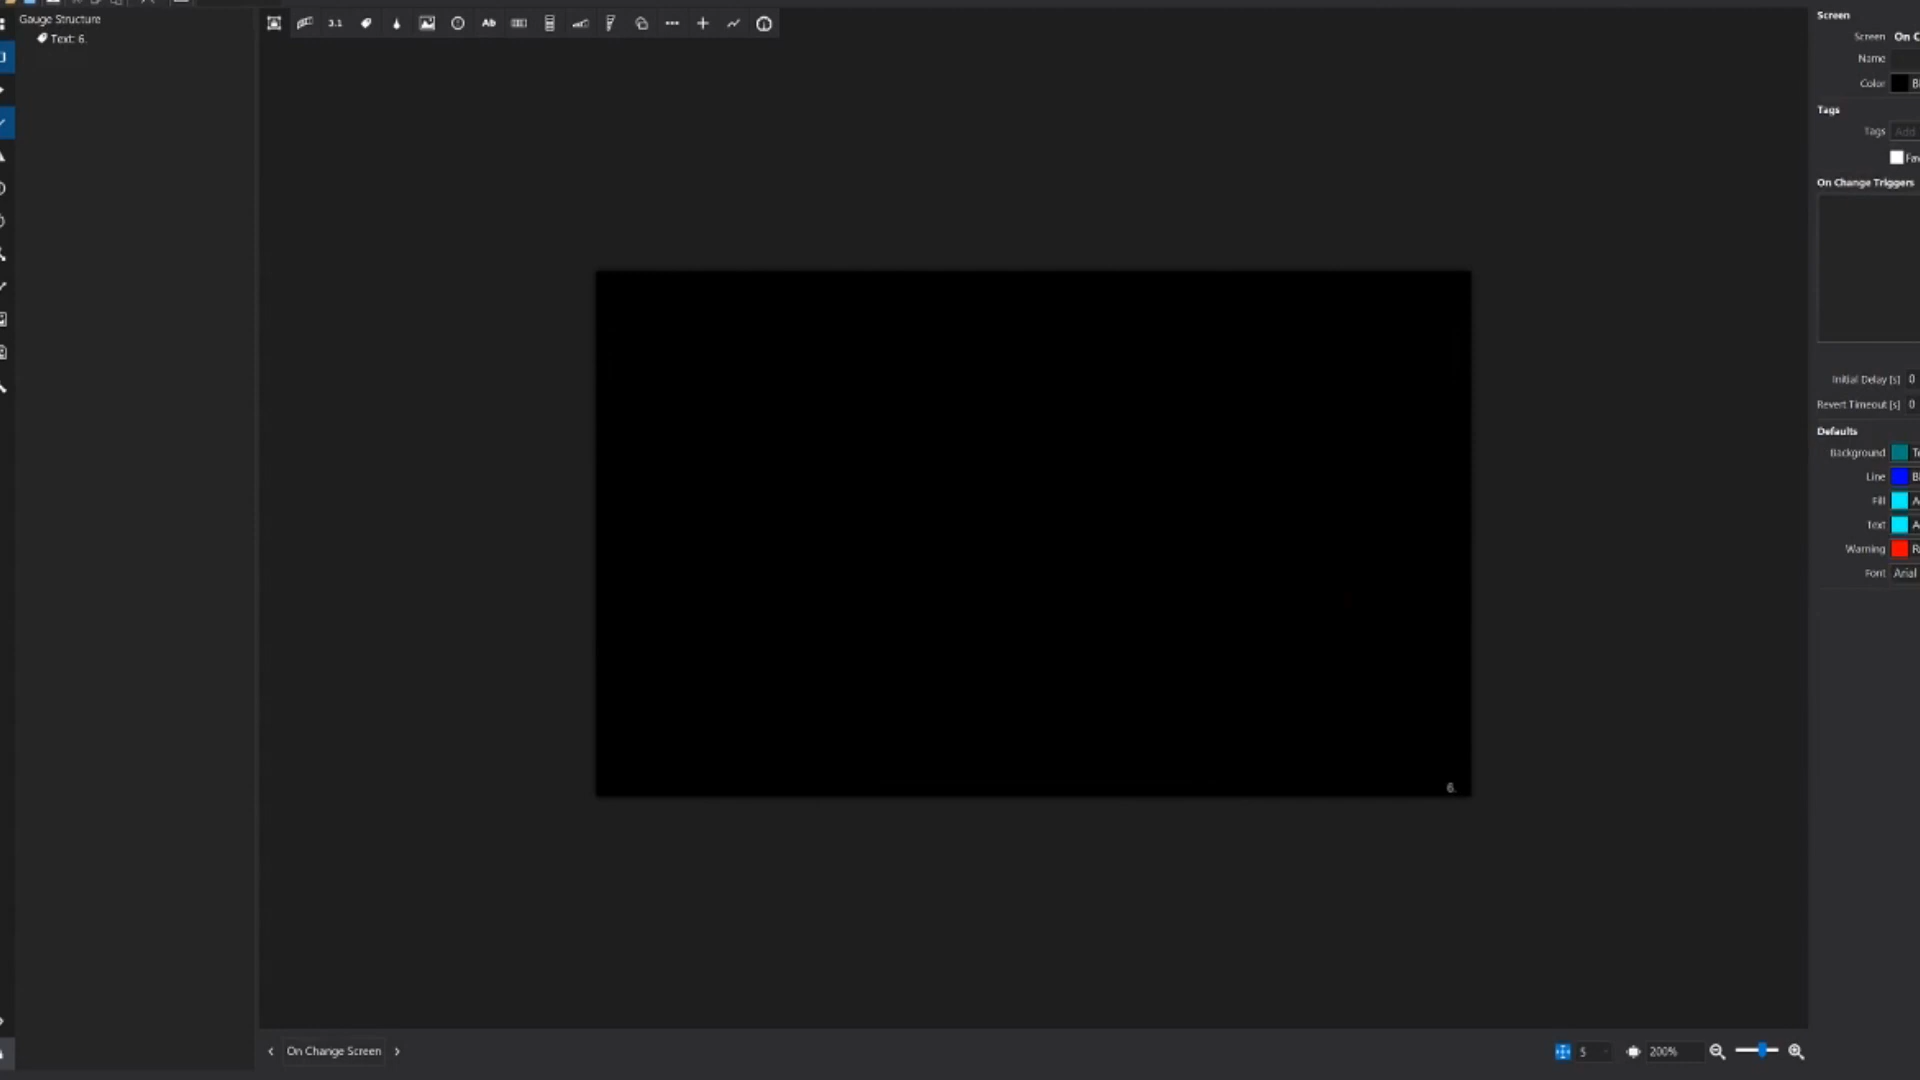 Gauge Structure
Text: 6.
3.1
Ab
6.
On Change Screen
5
200%
Screen
Screen
Name
Color
Tags
Tags Add
On Change Triggers
Initial Delay [s] 0
Revert Timeout [s] 0
Defaults
Background
Line
Fill
Text
Warning
Font Arial